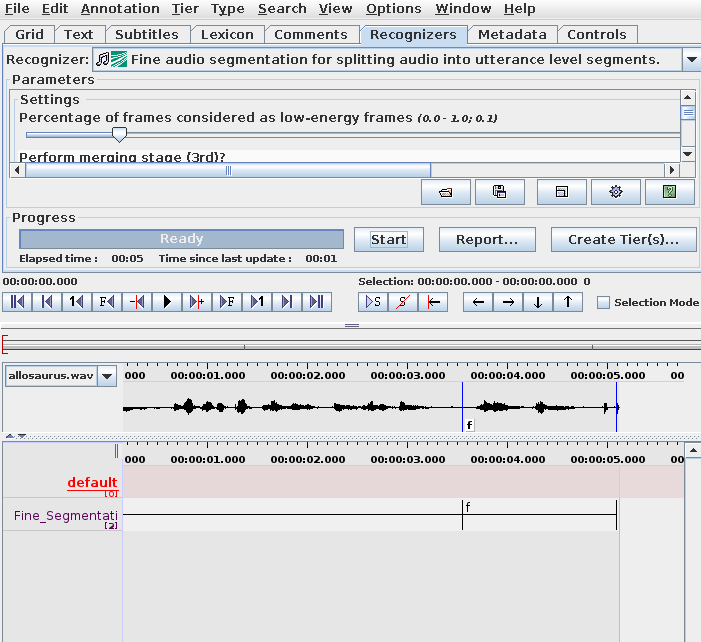 File Edit Annotation Tier Type Search View Options Window Help
Grid Text Subtitles Lexicon Comments Recognizers Metadata Controls
Recognizer: Fine audio segmentation for splitting audio into utterance level segments.
Parameters
Settings
Percentage of frames considered as low-energy frames (0.0 - 1.0; 0.1)
Perform merging stage (3rd)?
Progress
Ready Start Report... Create Tier(s)...
Elapsed time : 00:05 Time since last update : 00:01
00:00:00.000 Selection: 00:00:00.000 - 00:00:00.000 0
1 F F 1 S S Selection Mode
allosaurus.wav 000 00:00:01.000 00:00:02.000 00:00:03.000 00:00:04.000 00:00:05.000 00
f
000 00:00:01.000 00:00:02.000 00:00:03.000 00:00:04.000 00:00:05.000 00
default
[0]
Fine_Segmentati f
[2]